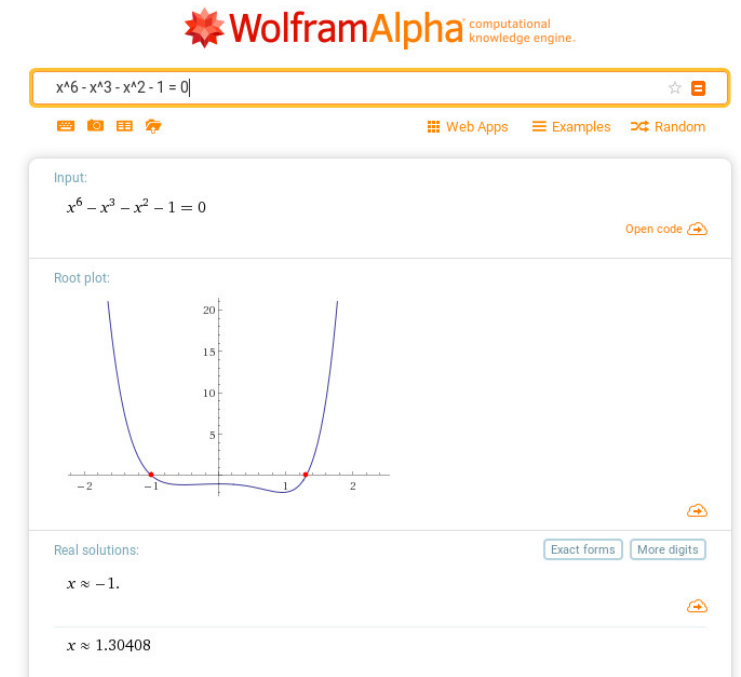 WolframAlpha computational
knowledge engine.
x^6 - x^3 - x^2 - 1 = 0
Web Apps Examples Random
Input:
x⁶ – x³ – x² – 1 = 0
Open code
Root plot:
20
15
10
5
−2 −1 1 2
Real solutions: Exact forms More digits
x ≈ −1.
x ≈ 1.30408